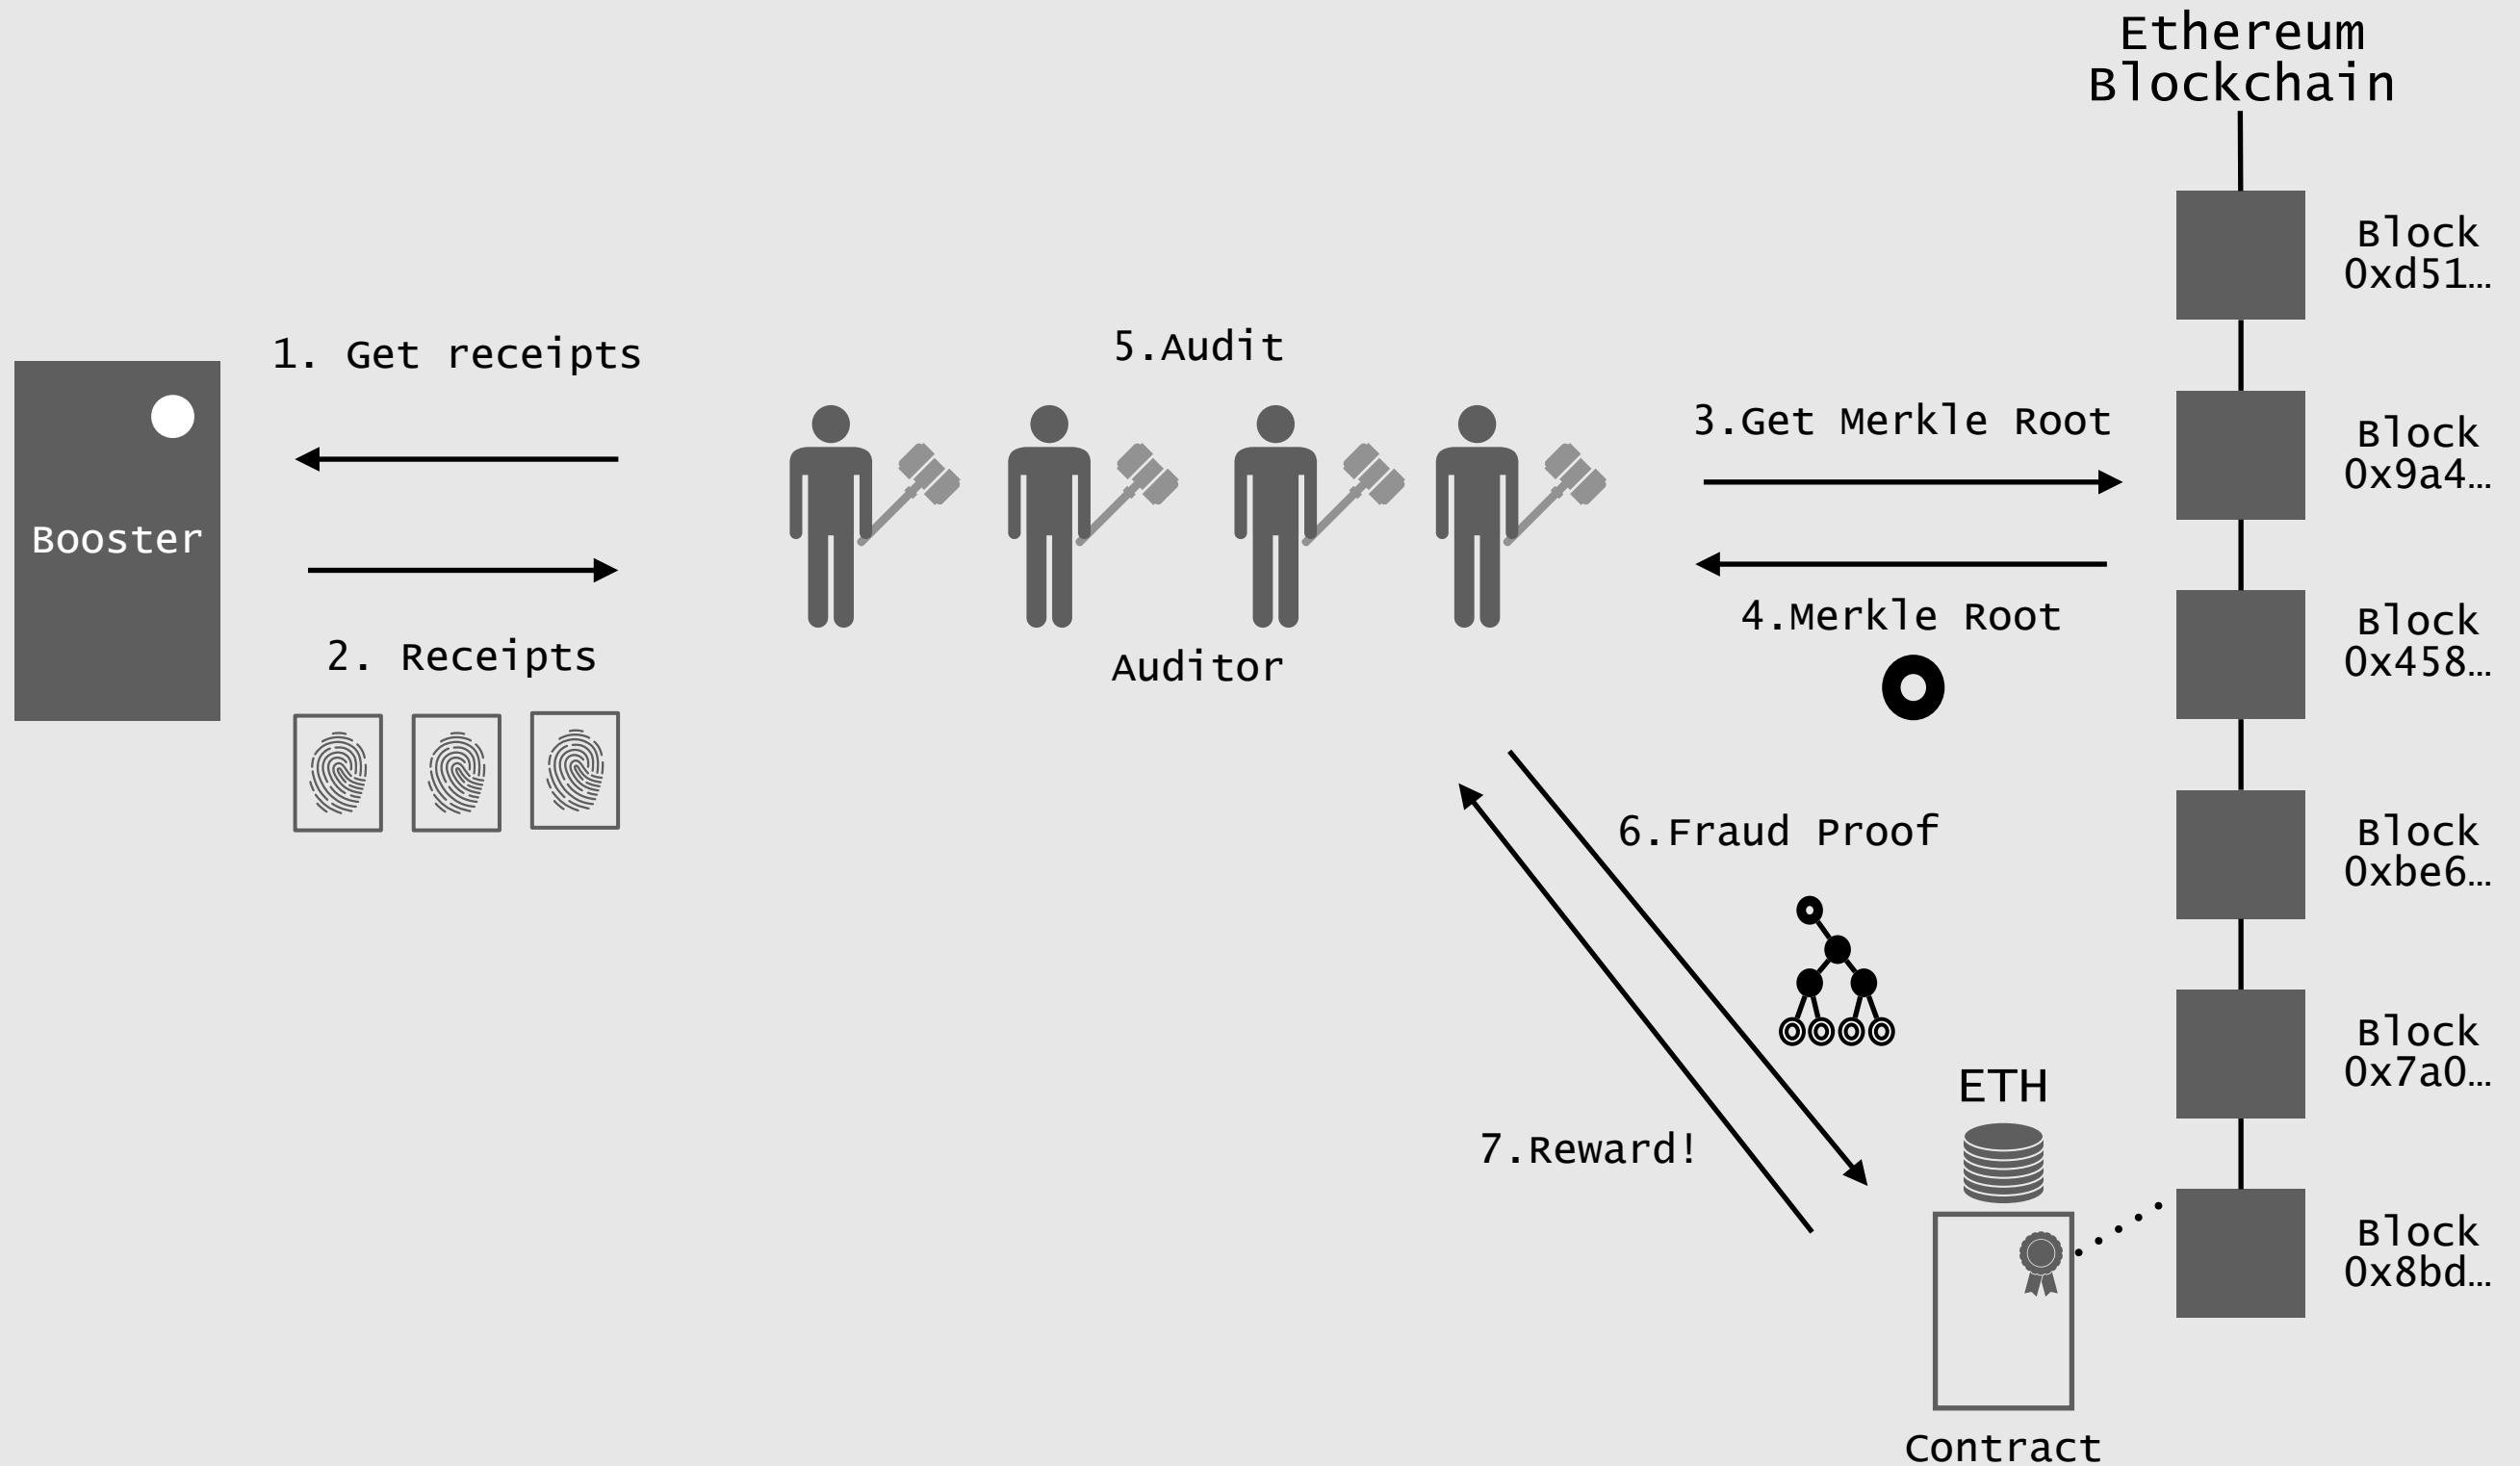 Ethereum
Blockchain
Block
0xd51…
1. Get receipts
5.Audit
3.Get Merkle Root
Block
0x9a4…
Booster
4.Merkle Root
Block
0x458…
2. Receipts
Auditor
6.Fraud Proof
Block
0xbe6…
Block
0x7a0…
ETH
7.Reward!
Block
0x8bd…
Contract